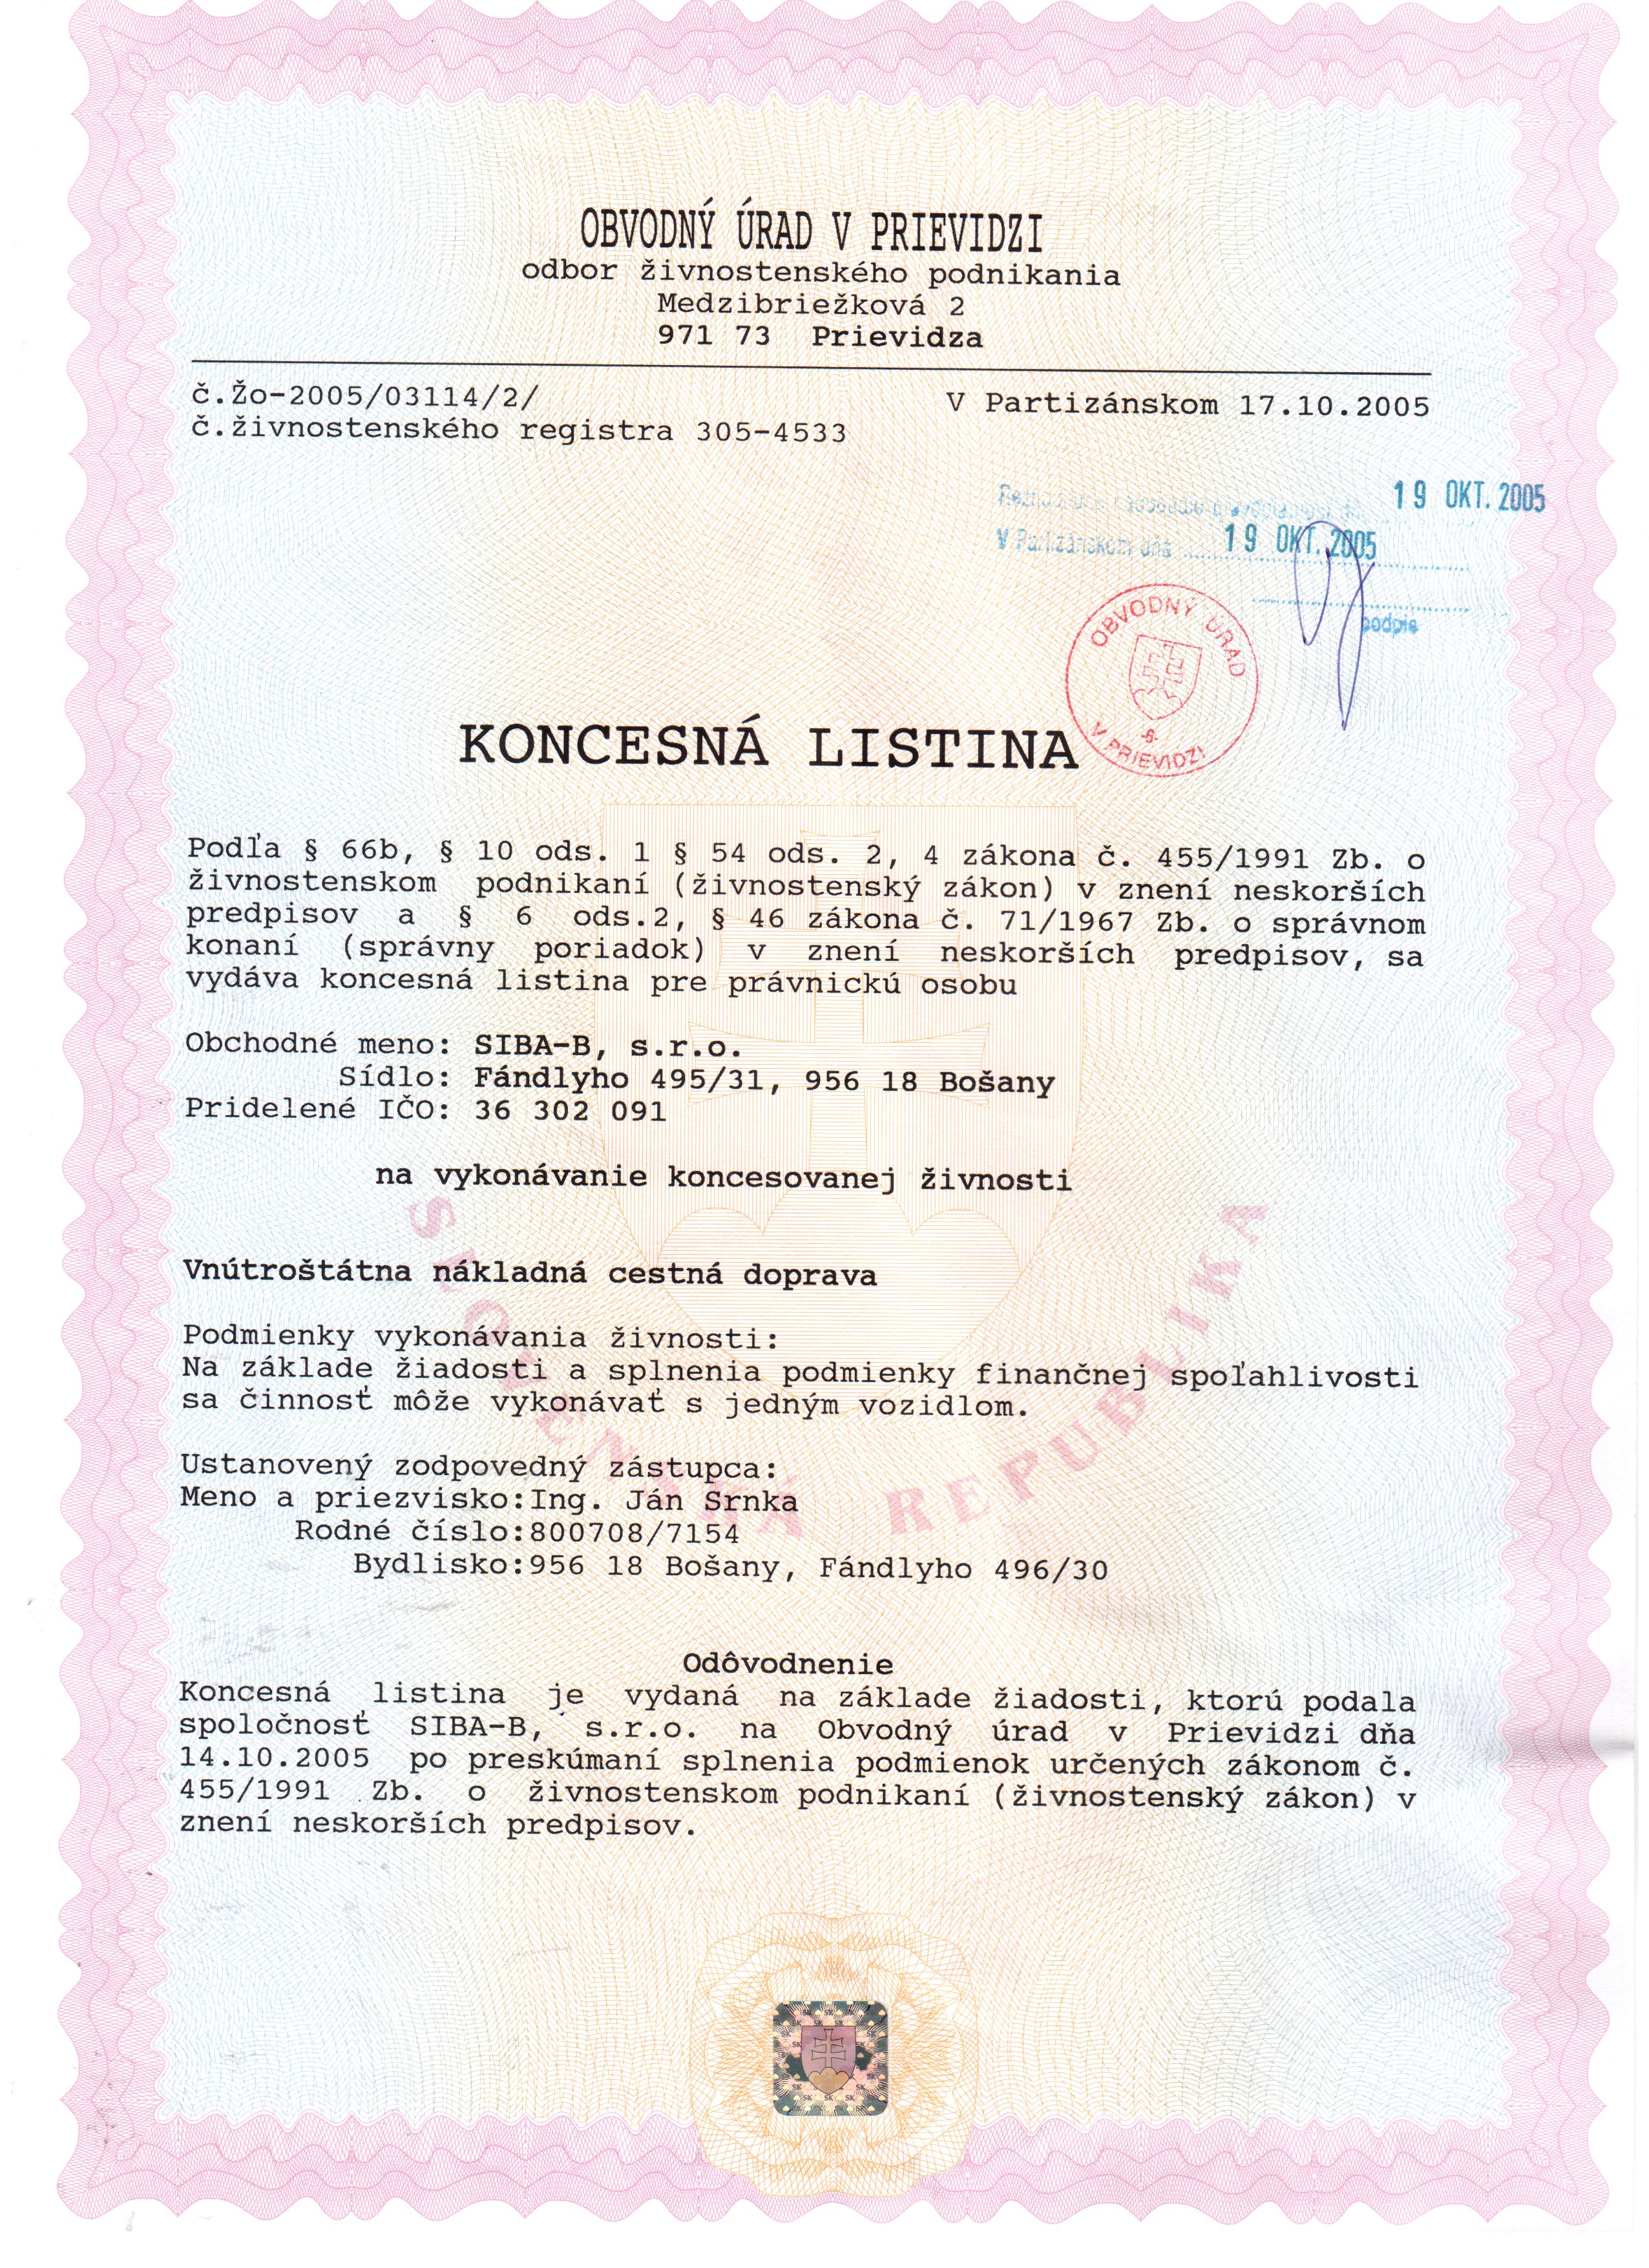 OBVODNÝ ÚRAD V PRIEVIDZI
odbor živnostenského podnikania
Medzibriežková 2
971 73 Prievidza
č.Žo-2005/03114/2/
V Partizánskom 17.10.2005
č.živnostenského registra 305-4533
19 OKT. 2005
V Partizánskom dňa 19 OKT. 2005
podpis
OBVODNÝ ÚRAD
V PRIEVIDZI
-6-
KONCESNÁ LISTINA
Podľa § 66b, § 10 ods. 1 § 54 ods. 2, 4 zákona č. 455/1991 Zb. o
živnostenskom podnikaní (živnostenský zákon) v znení neskorších
predpisov a § 6 ods.2, § 46 zákona č. 71/1967 Zb. o správnom
konaní (správny poriadok) v znení neskorších predpisov, sa
vydáva koncesná listina pre právnickú osobu
Obchodné meno: SIBA-B, s.r.o.
Sídlo: Fándlyho 495/31, 956 18 Bošany
Pridelené IČO: 36 302 091
na vykonávanie koncesovanej živnosti
SLOVENSKÁ REPUBLIKA
Vnútroštátna nákladná cestná doprava
Podmienky vykonávania živnosti:
Na základe žiadosti a splnenia podmienky finančnej spoľahlivosti
sa činnosť môže vykonávať s jedným vozidlom.
Ustanovený zodpovedný zástupca:
Meno a priezvisko:Ing. Ján Srnka
Rodné číslo:800708/7154
Bydlisko:956 18 Bošany, Fándlyho 496/30
Odôvodnenie
Koncesná listina je vydaná na základe žiadosti, ktorú podala
spoločnosť SIBA-B, s.r.o. na Obvodný úrad v Prievidzi dňa
14.10.2005 po preskúmaní splnenia podmienok určených zákonom č.
455/1991 Zb. o živnostenskom podnikaní (živnostenský zákon) v
znení neskorších predpisov.